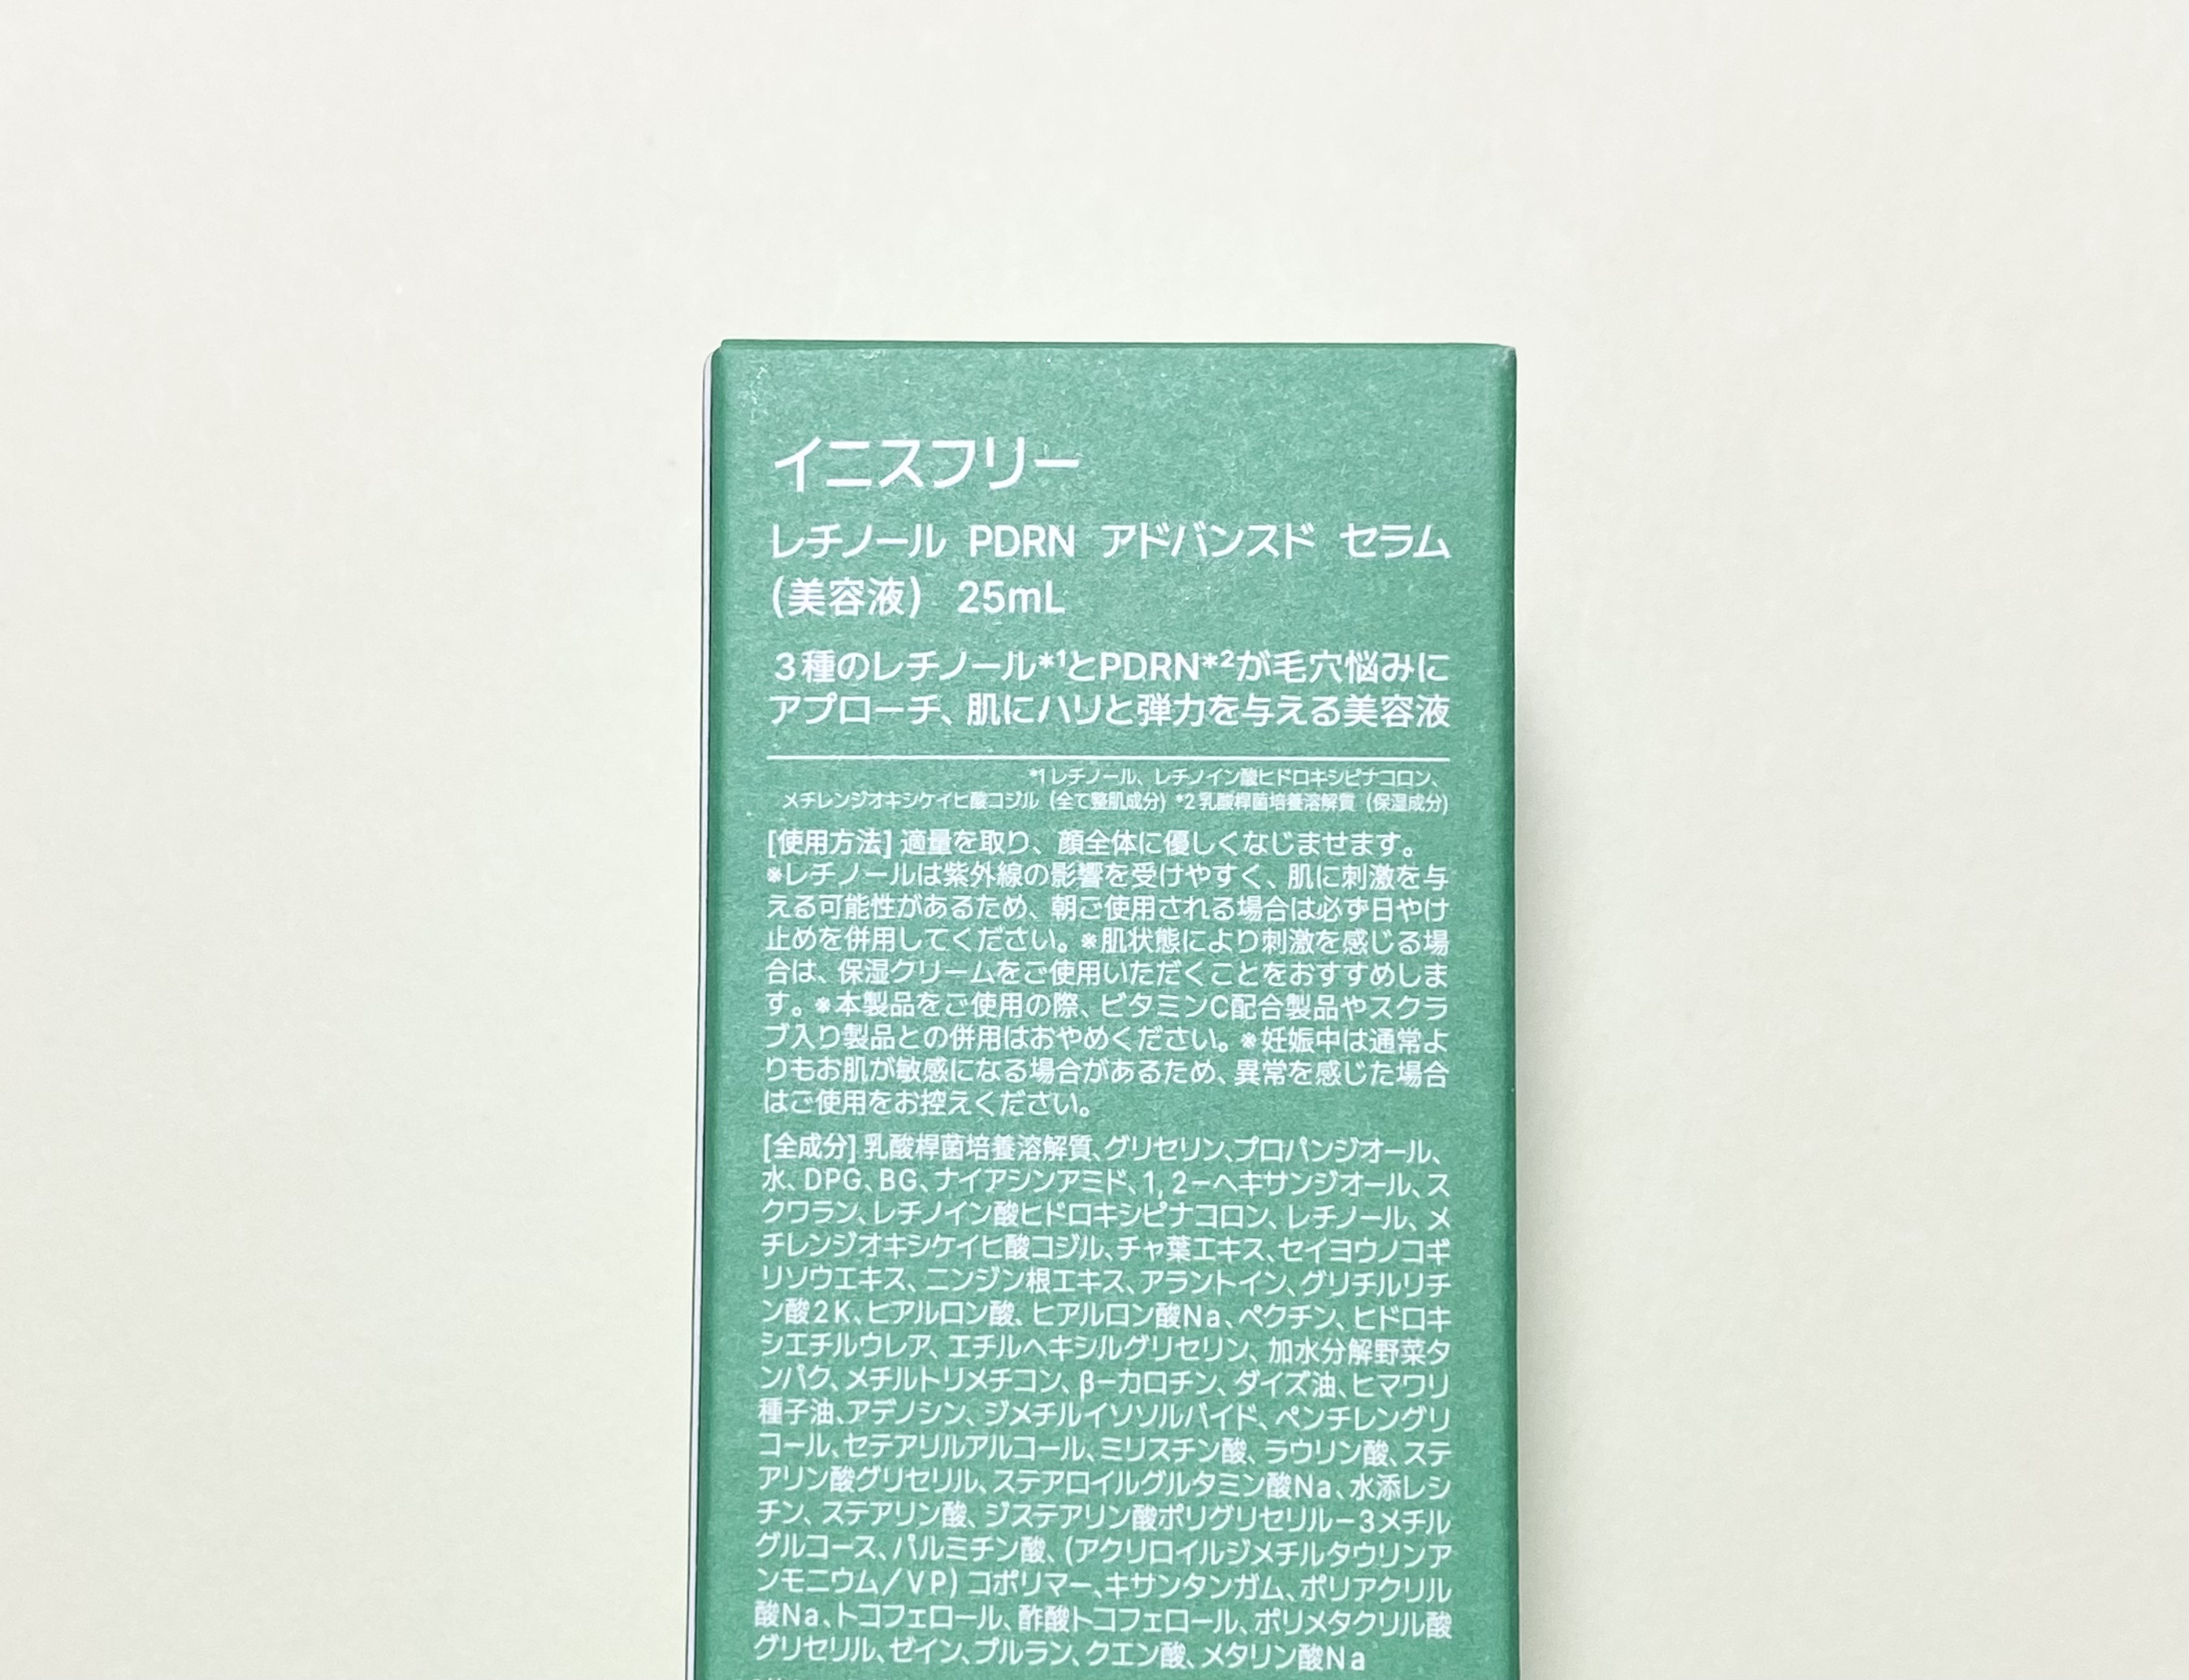 イニスフリー
レチノール PDRN アドバンスド セラム
(美容液) 25mL
3種のレチノール*1とPDRN*2が毛穴悩みに
アプローチ、肌にハリと弾力を与える美容液
*1 レチノール、レチノイン酸ヒドロキシピナコロン、
メチレンジオキシケイヒ酸コジル (全て整肌成分) *2 乳酸桿菌培養溶解質 (保湿成分)
[使用方法] 適量を取り、顔全体に優しくなじませます。
※レチノールは紫外線の影響を受けやすく、肌に刺激を与
える可能性があるため、朝ご使用される場合は必ず日やけ
止めを併用してください。※肌状態により刺激を感じる場
合は、保湿クリームをご使用いただくことをおすすめしま
す。※本製品をご使用の際、ビタミンC配合製品やスクラ
ブ入り製品との併用はおやめください。※妊娠中は通常よ
りもお肌が敏感になる場合があるため、異常を感じた場合
はご使用をお控えください。
[全成分] 乳酸桿菌培養溶解質、グリセリン、プロパンジオール、
水、DPG、BG、ナイアシンアミド、1, 2－ヘキサンジオール、ス
クワラン、レチノイン酸ヒドロキシピナコロン、レチノール、メ
チレンジオキシケイヒ酸コジル、チャ葉エキス、セイヨウノコギ
リソウエキス、ニンジン根エキス、アラントイン、グリチルリチ
ン酸2K、ヒアルロン酸、ヒアルロン酸Na、ペクチン、ヒドロキ
シエチルウレア、エチルヘキシルグリセリン、加水分解野菜タ
ンパク、メチルトリメチコン、β－カロチン、ダイズ油、ヒマワリ
種子油、アデノシン、ジメチルイソソルバイド、ペンチレングリ
コール、セテアリルアルコール、ミリスチン酸、ラウリン酸、ステ
アリン酸グリセリル、ステアロイルグルタミン酸Na、水添レシ
チン、ステアリン酸、ジステアリン酸ポリグリセリル－3メチル
グルコース、パルミチン酸、(アクリロイルジメチルタウリンア
ンモニウム／VP) コポリマー、キサンタンガム、ポリアクリル
酸Na、トコフェロール、酢酸トコフェロール、ポリメタクリル酸
グリセリル、ゼイン、プルラン、クエン酸、メタリン酸Na